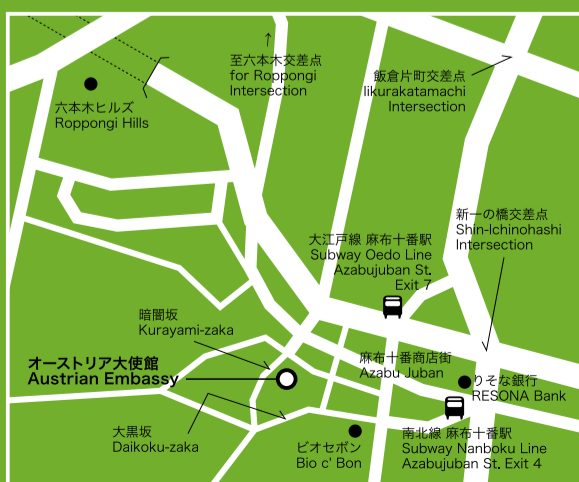 至六本木交差点
for Roppongi
Intersection
飯倉片町交差点
Iikurakatamachi
Intersection
六本木ヒルズ
Roppongi Hills
新一の橋交差点
Shin-Ichinohashi
Intersection
大江戸線 麻布十番駅
Subway Oedo Line
Azabujuban St.
Exit 7
暗闇坂
Kurayami-zaka
オーストリア大使館
Austrian Embassy
麻布十番商店街
Azabu Juban
りそな銀行
RESONA Bank
大黒坂
Daikoku-zaka
ビオセボン
Bio c' Bon
南北線 麻布十番駅
Subway Nanboku Line
Azabujuban St. Exit 4